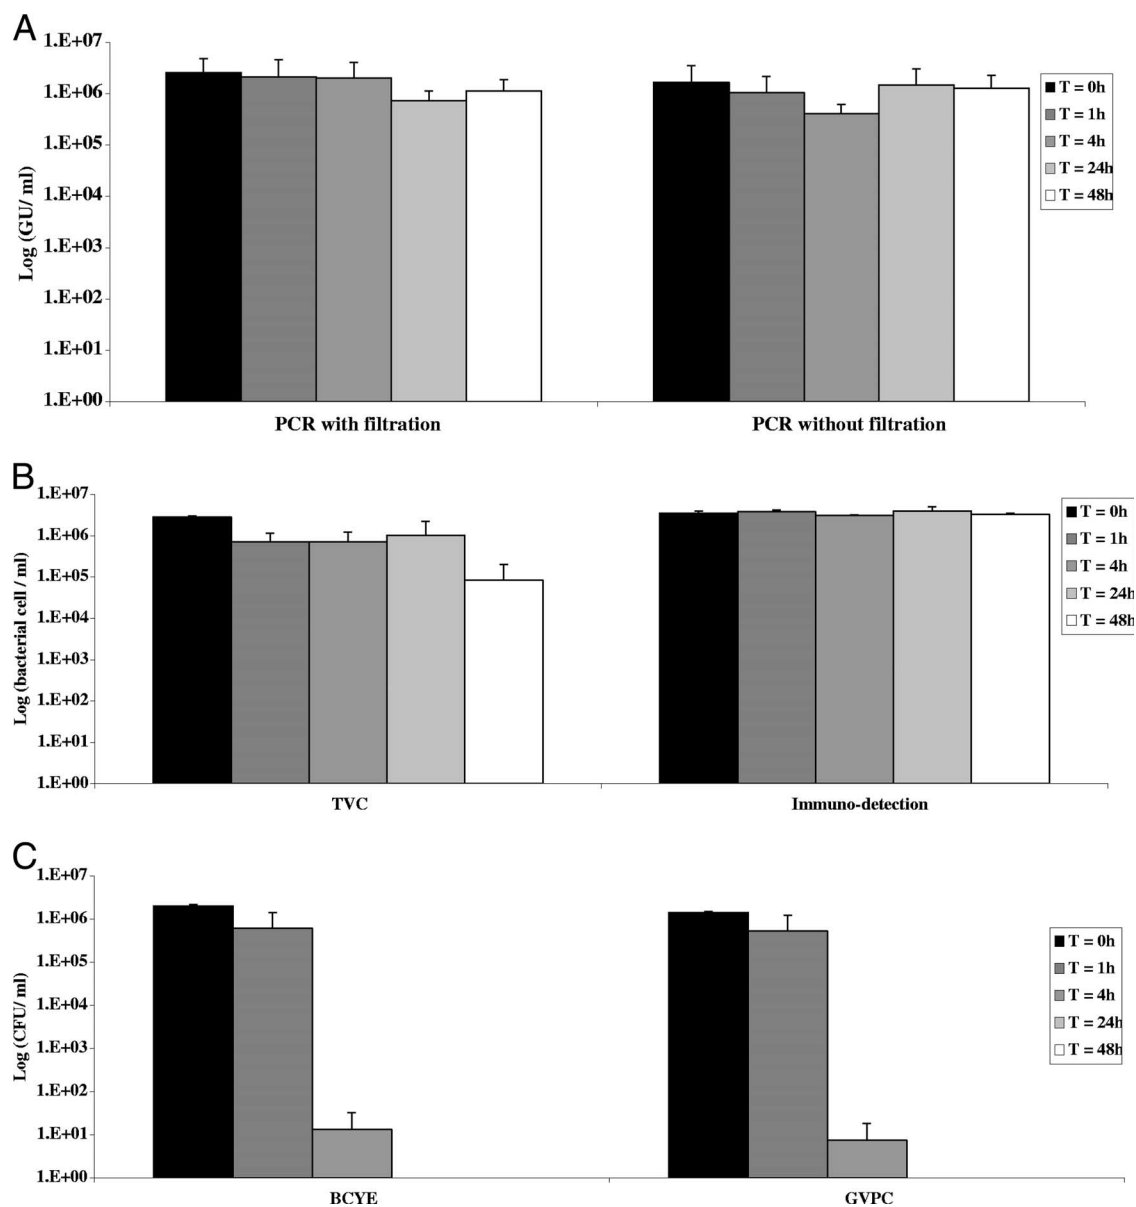 A
1.E+07
1.E+06
1.E+05
1.E+04
1.E+03
1.E+02
1.E+01
1.E+00
Log (GU/ ml)
PCR with filtration
PCR without filtration
T = 0h
T = 1h
T = 4h
T = 24h
T = 48h
B
1.E+07
1.E+06
1.E+05
1.E+04
1.E+03
1.E+02
1.E+01
1.E+00
Log (bacterial cell / ml)
TVC
Immuno-detection
T = 0h
T = 1h
T = 4h
T = 24h
T = 48h
C
1.E+07
1.E+06
1.E+05
1.E+04
1.E+03
1.E+02
1.E+01
1.E+00
Log (CFU/ ml)
BCYE
GVPC
T = 0h
T = 1h
T = 4h
T = 24h
T = 48h